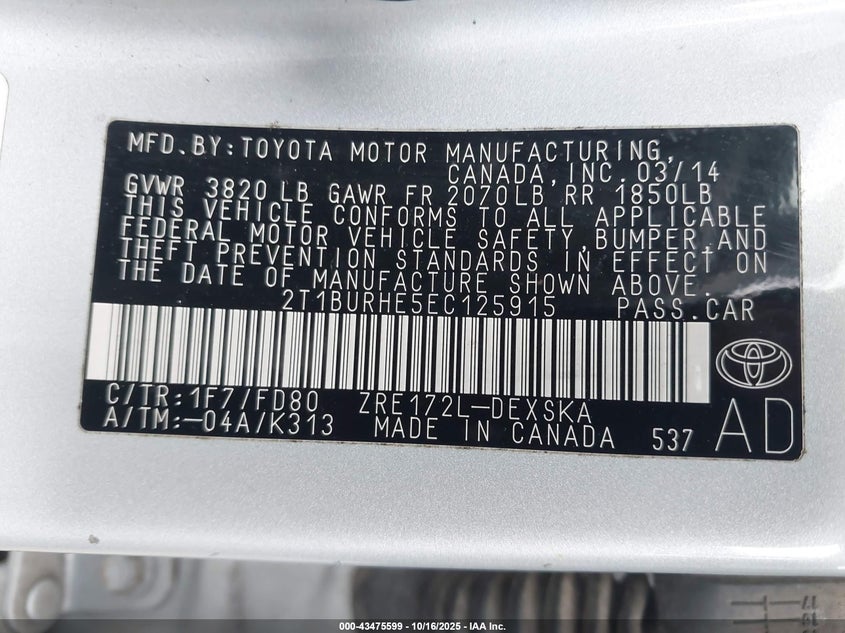 MFD.BY:TOYOTA MOTOR MANUFACTURING,
CANADA,INC.03/14
GVWR 3820LB GAWR FR 2070LB RR 1850LB
THIS VEHICLE CONFORMS TO ALL APPLICABLE
FEDERAL MOTOR VEHICLE SAFETY,BUMPER,AND
THEFT PREVENTION STANDARDS IN EFFECT ON
THE DATE OF MANUFACTURE SHOWN ABOVE.
2T1BURHE5EC125915 PASS.CAR
C/TR:1F7/FD80 ZRE172L-DEXSKA
A/TM:-04A/K313 MADE IN CANADA 537 AD
000-43475599 - 10/16/2025 - IAA Inc.